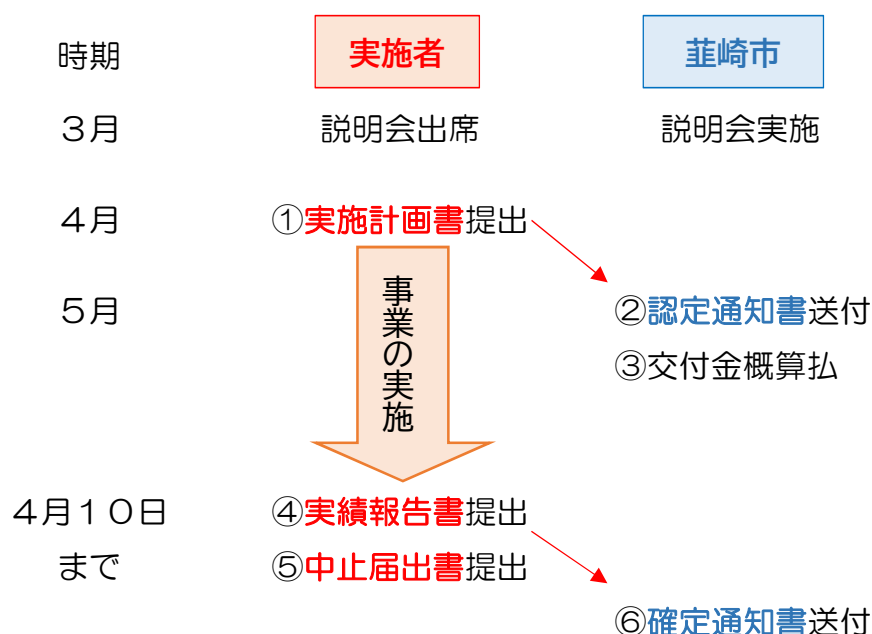 時期 実施者 韮崎市
３月 説明会出席 説明会実施
４月 ①実施計画書提出
事業の実施
５月 ②認定通知書送付
③交付金概算払
４月１０日 ④実績報告書提出
まで ⑤中止届出書提出
⑥確定通知書送付